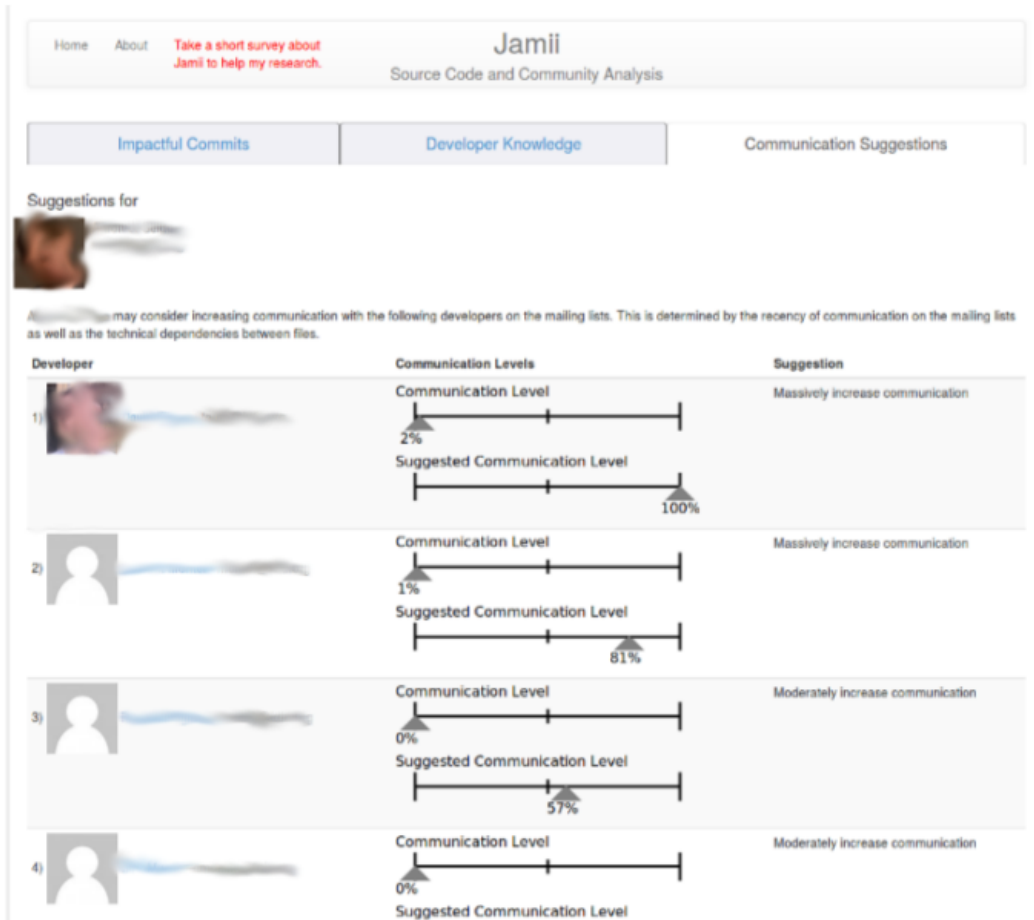 Home About Take a short survey about
Jamii to help my research.
Jamii
Source Code and Community Analysis
Impactful Commits Developer Knowledge Communication Suggestions
Suggestions for
may consider increasing communication with the following developers on the mailing lists. This is determined by the recency of communication on the mailing lists
as well as the technical dependencies between files.
Developer Communication Levels Suggestion
1) Communication Level Massively increase communication
2%
Suggested Communication Level
100%
2) Communication Level Massively increase communication
1%
Suggested Communication Level
81%
3) Communication Level Moderately increase communication
0%
Suggested Communication Level
57%
4) Communication Level Moderately increase communication
0%
Suggested Communication Level